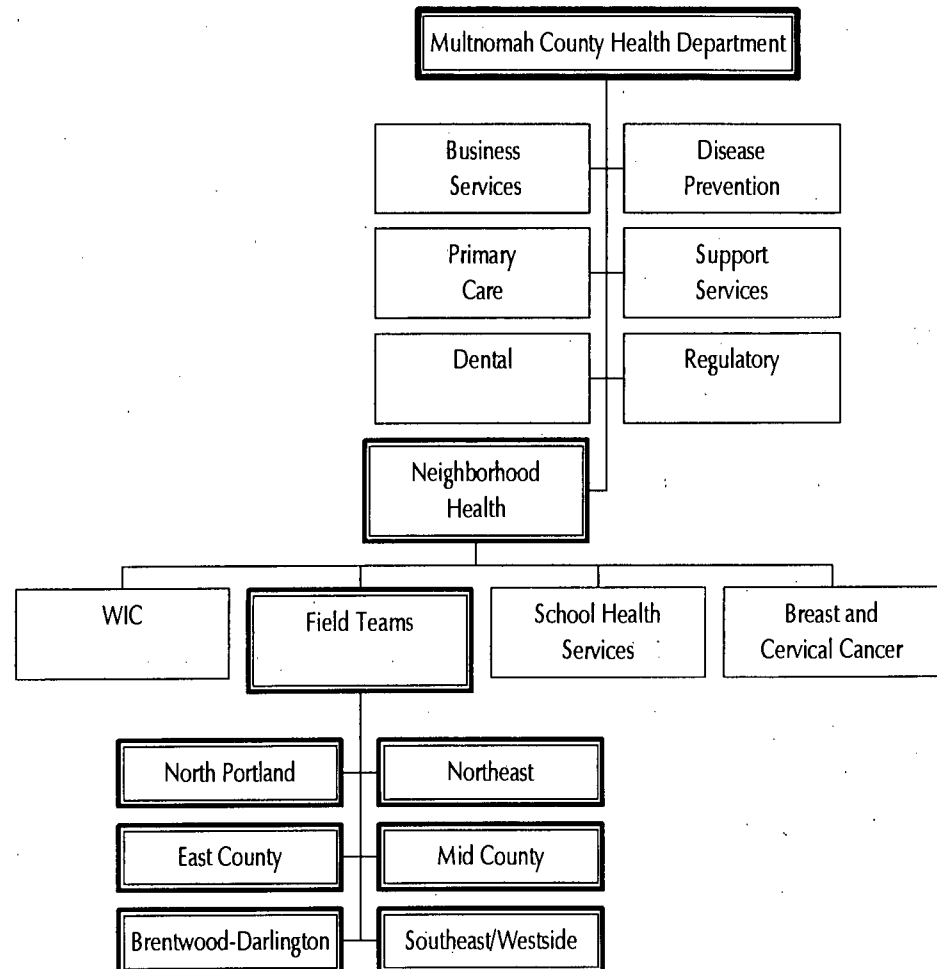 Multnomah County Health Department
Business
Services
Disease
Prevention
Primary
Care
Support
Services
Dental
Regulatory
Neighborhood
Health
WIC
Field Teams
School Health
Services
Breast and
Cervical Cancer
North Portland
Northeast
East County
Mid County
Brentwood-Darlington
Southeast/Westside